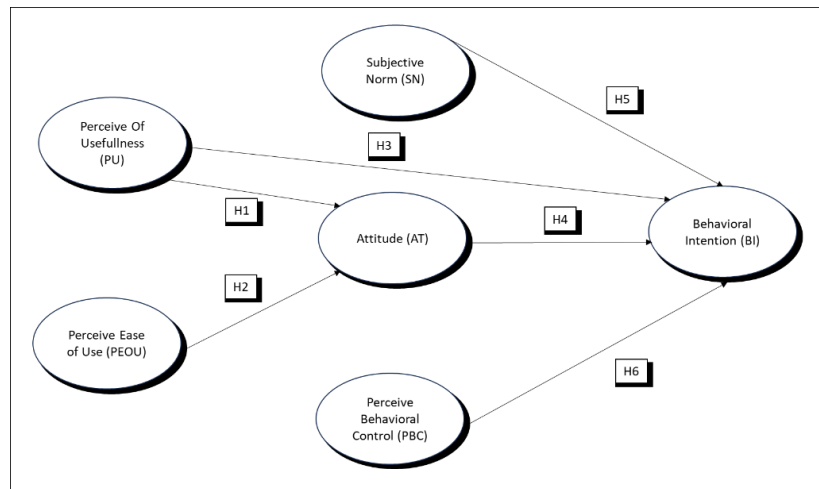 Subjective
Norm (SN)
H5
Perceive Of
Usefullness
(PU)
H3
H1
Attitude (AT)
H4
Behavioral
Intention (BI)
H2
Perceive Ease
of Use (PEOU)
H6
Perceive
Behavioral
Control (PBC)